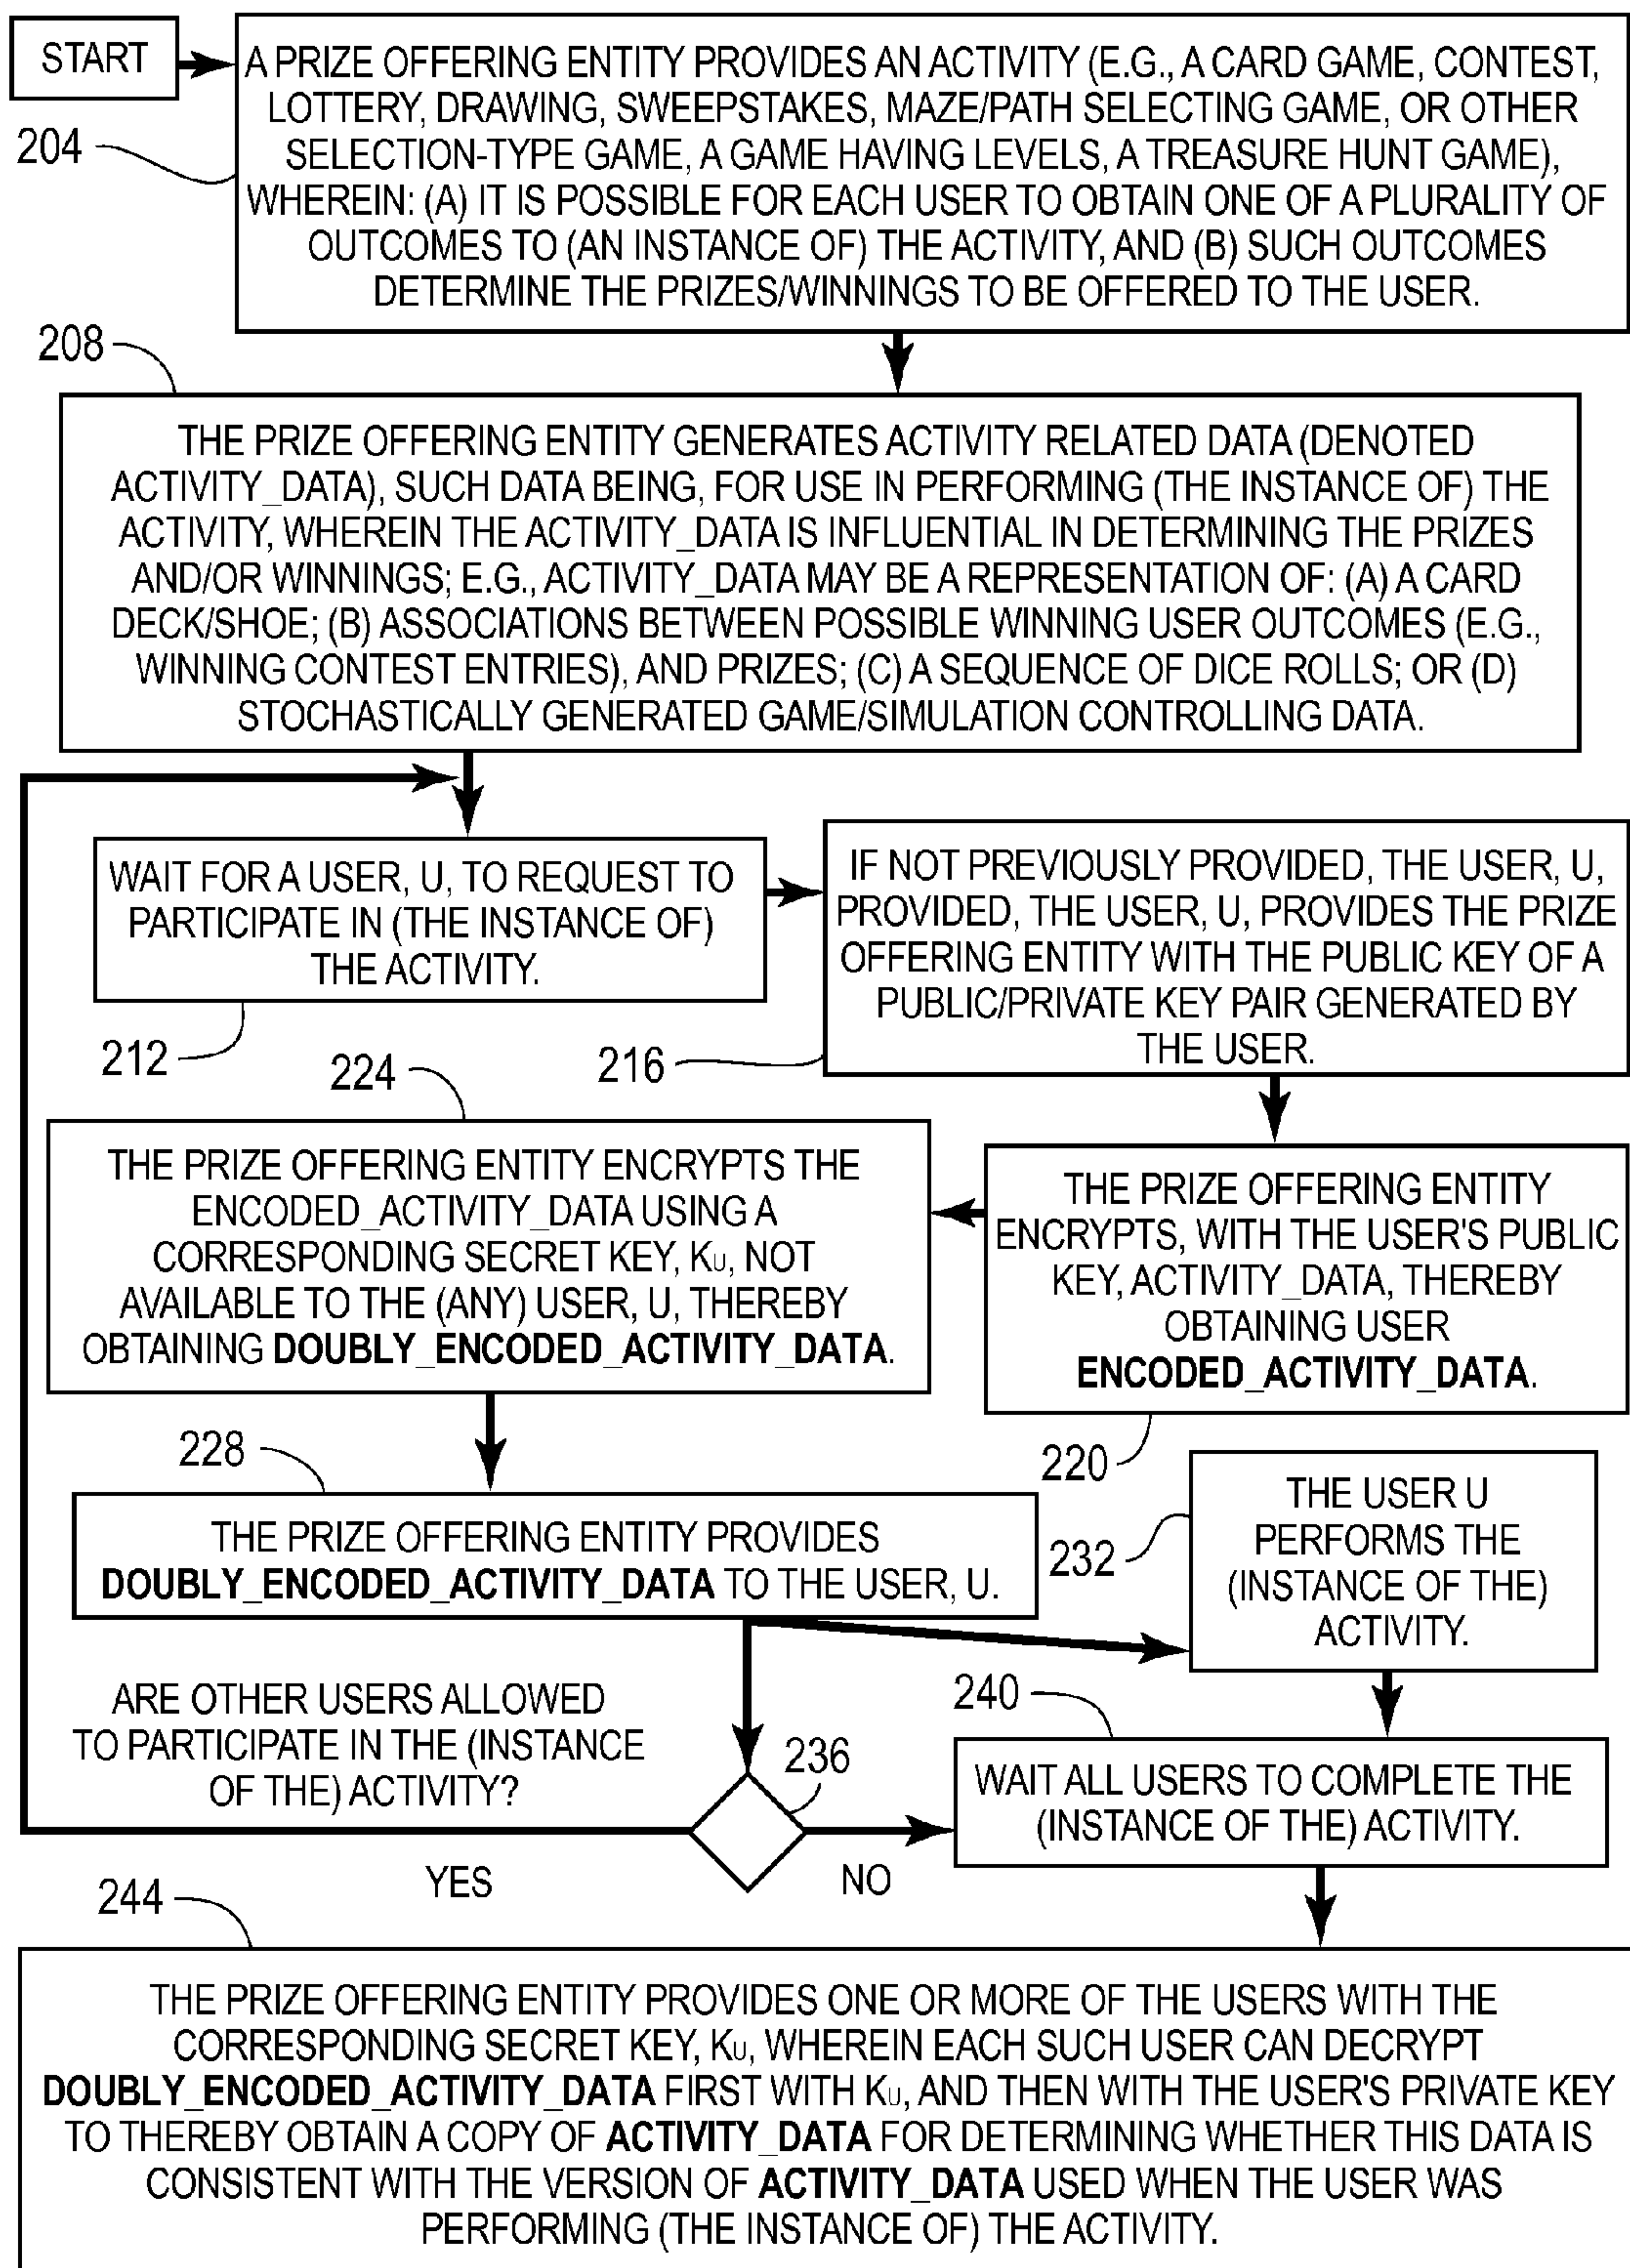 START
A PRIZE OFFERING ENTITY PROVIDES AN ACTIVITY (E.G., A CARD GAME, CONTEST,
LOTTERY, DRAWING, SWEEPSTAKES, MAZE/PATH SELECTING GAME, OR OTHER
SELECTION-TYPE GAME, A GAME HAVING LEVELS, A TREASURE HUNT GAME),
WHEREIN: (A) IT IS POSSIBLE FOR EACH USER TO OBTAIN ONE OF A PLURALITY OF
OUTCOMES TO (AN INSTANCE OF) THE ACTIVITY, AND (B) SUCH OUTCOMES
DETERMINE THE PRIZES/WINNINGS TO BE OFFERED TO THE USER.
204
208
THE PRIZE OFFERING ENTITY GENERATES ACTIVITY RELATED DATA (DENOTED
ACTIVITY_DATA), SUCH DATA BEING, FOR USE IN PERFORMING (THE INSTANCE OF) THE
ACTIVITY, WHEREIN THE ACTIVITY_DATA IS INFLUENTIAL IN DETERMINING THE PRIZES
AND/OR WINNINGS; E.G., ACTIVITY_DATA MAY BE A REPRESENTATION OF: (A) A CARD
DECK/SHOE; (B) ASSOCIATIONS BETWEEN POSSIBLE WINNING USER OUTCOMES (E.G.,
WINNING CONTEST ENTRIES), AND PRIZES; (C) A SEQUENCE OF DICE ROLLS; OR (D)
STOCHASTICALLY GENERATED GAME/SIMULATION CONTROLLING DATA.
WAIT FOR A USER, U, TO REQUEST TO
PARTICIPATE IN (THE INSTANCE OF)
THE ACTIVITY.
212
IF NOT PREVIOUSLY PROVIDED, THE USER, U,
PROVIDED, THE USER, U, PROVIDES THE PRIZE
OFFERING ENTITY WITH THE PUBLIC KEY OF A
PUBLIC/PRIVATE KEY PAIR GENERATED BY
THE USER.
216
224
THE PRIZE OFFERING ENTITY ENCRYPTS THE
ENCODED_ACTIVITY_DATA USING A
CORRESPONDING SECRET KEY, KU, NOT
AVAILABLE TO THE (ANY) USER, U, THEREBY
OBTAINING DOUBLY_ENCODED_ACTIVITY_DATA.
THE PRIZE OFFERING ENTITY
ENCRYPTS, WITH THE USER'S PUBLIC
KEY, ACTIVITY_DATA, THEREBY
OBTAINING USER
ENCODED_ACTIVITY_DATA.
220
228
THE PRIZE OFFERING ENTITY PROVIDES
DOUBLY_ENCODED_ACTIVITY_DATA TO THE USER, U.
232
THE USER U
PERFORMS THE
(INSTANCE OF THE)
ACTIVITY.
ARE OTHER USERS ALLOWED
TO PARTICIPATE IN THE (INSTANCE
OF THE) ACTIVITY?
236
240
WAIT ALL USERS TO COMPLETE THE
(INSTANCE OF THE) ACTIVITY.
YES
NO
244
THE PRIZE OFFERING ENTITY PROVIDES ONE OR MORE OF THE USERS WITH THE
CORRESPONDING SECRET KEY, KU, WHEREIN EACH SUCH USER CAN DECRYPT
DOUBLY_ENCODED_ACTIVITY_DATA FIRST WITH KU, AND THEN WITH THE USER'S PRIVATE KEY
TO THEREBY OBTAIN A COPY OF ACTIVITY_DATA FOR DETERMINING WHETHER THIS DATA IS
CONSISTENT WITH THE VERSION OF ACTIVITY_DATA USED WHEN THE USER WAS
PERFORMING (THE INSTANCE OF) THE ACTIVITY.